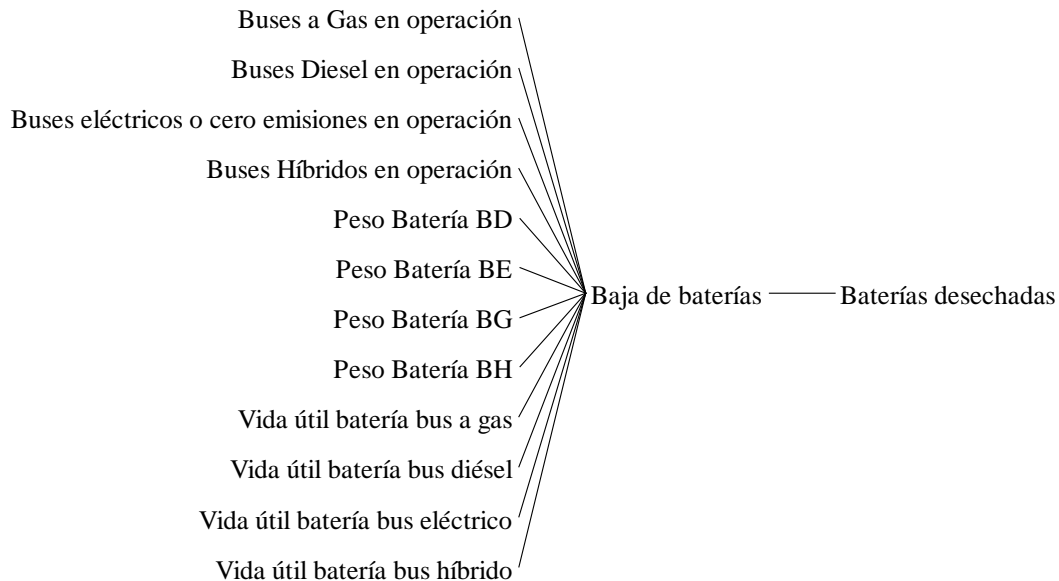 Buses a Gas en operación
Buses Diesel en operación
Buses eléctricos o cero emisiones en operación
Buses Híbridos en operación
Peso Batería BD
Peso Batería BE
Peso Batería BG
Peso Batería BH
Vida útil batería bus a gas
Vida útil batería bus diésel
Vida útil batería bus eléctrico
Vida útil batería bus híbrido
Baja de baterías
Baterías desechadas